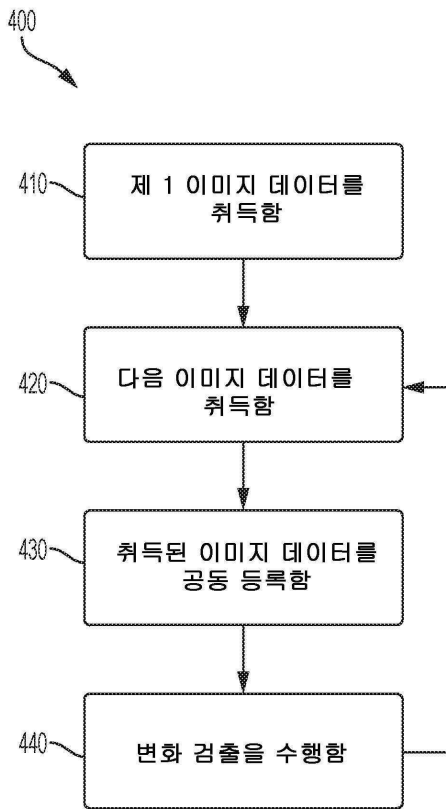 400
410
제 1 이미지 데이터를
취득함
420
다음 이미지 데이터를
취득함
430
취득된 이미지 데이터를
공동 등록함
440
변화 검출을 수행함